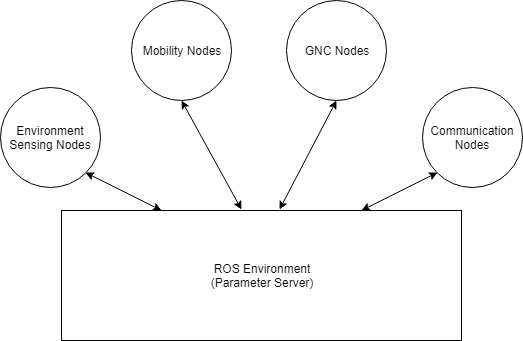 Mobility Nodes
GNC Nodes
Environment
Sensing Nodes
Communication
Nodes
ROS Environment
(Parameter Server)